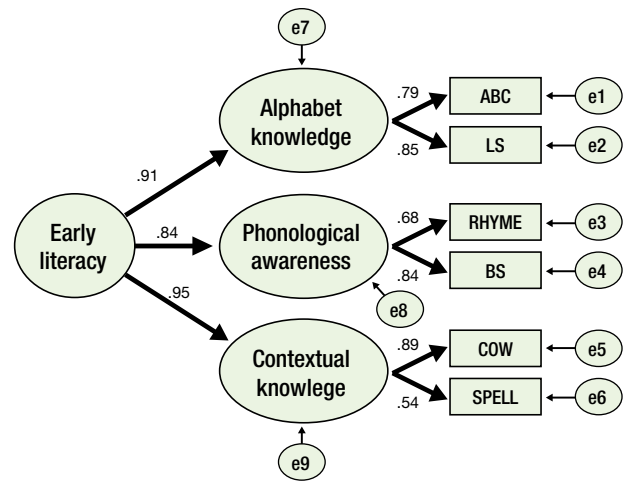 e7
Alphabet
knowledge
.79
ABC
e1
.85
LS
e2
.91
Early
literacy
.84
Phonological
awareness
.68
RHYME
e3
.84
BS
e4
e8
.95
Contextual
knowlege
.89
COW
e5
.54
SPELL
e6
e9